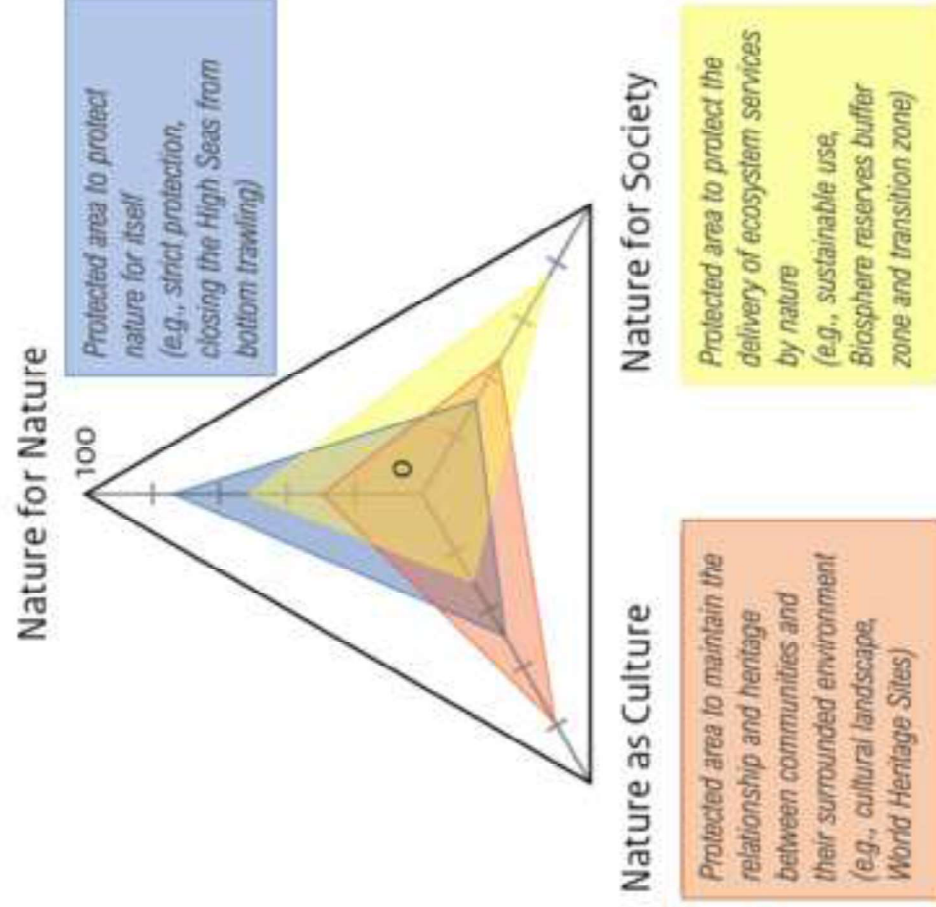 Nature for Nature
100
Protected area to protect
nature for itself
(e.g., strict protection,
closing the High Seas from
bottom trawling)
0
Nature as Culture
Nature for Society
Protected area to maintain the
relationship and heritage
between communities and
their surrounded environment
(e.g., cultural landscape,
World Heritage Sites)
Protected area to protect the
delivery of ecosystem services
by nature
(e.g., sustainable use,
Biosphere reserves buffer
zone and transition zone)